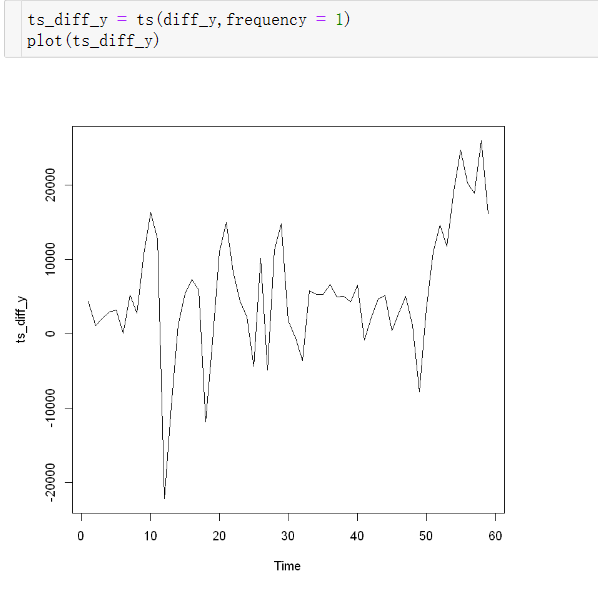 ts_diff_y = ts(diff_y,frequency = 1)
plot(ts_diff_y)
20000
10000
0
-10000
-20000
ts_diff_y
0 10 20 30 40 50 60
Time